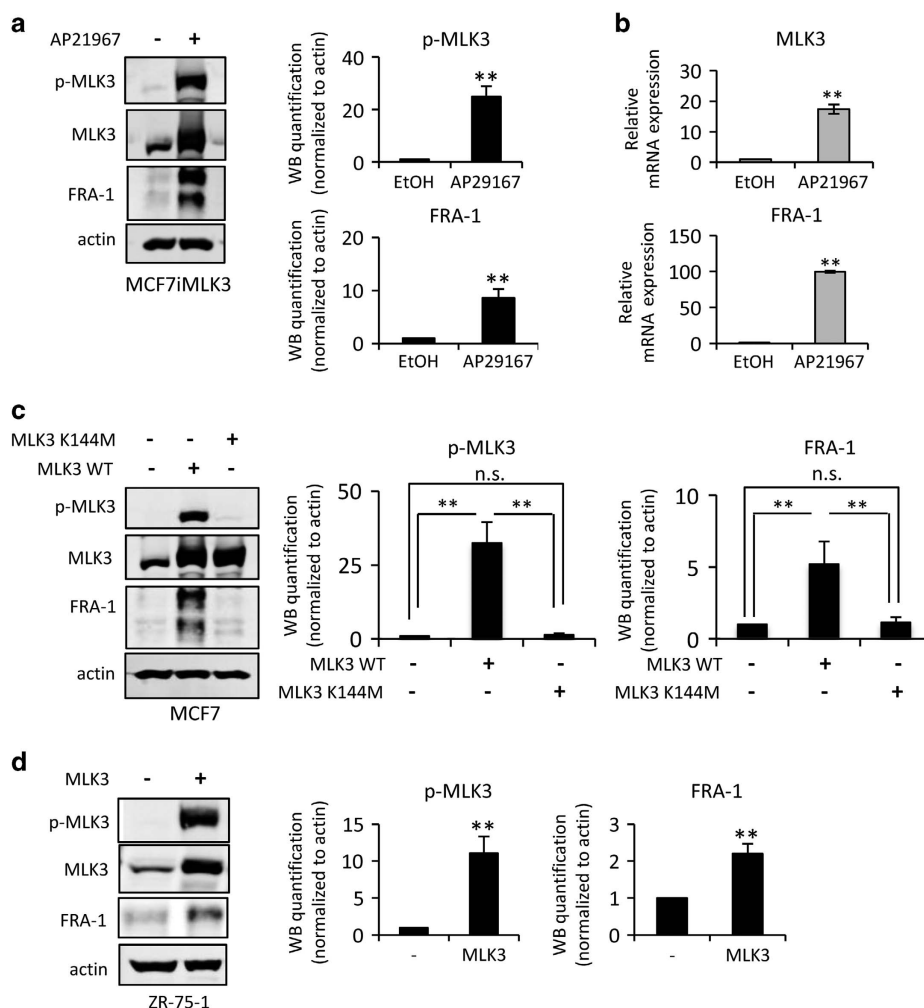 a
AP21967 - +
p-MLK3
MLK3
FRA-1
actin
MCF7iMLK3
p-MLK3
WB quantification
(normalized to actin)
40
20
0
**
EtOH AP29167
FRA-1
WB quantification
(normalized to actin)
20
10
0
**
EtOH AP29167
b
MLK3
Relative
mRNA expression
30
20
10
0
**
EtOH AP21967
FRA-1
Relative
mRNA expression
150
100
50
0
**
EtOH AP21967
c
MLK3 K144M - - +
MLK3 WT - + -
p-MLK3
MLK3
FRA-1
actin
MCF7
p-MLK3
n.s.
** **
WB quantification
(normalized to actin)
50
25
0
MLK3 WT - + -
MLK3 K144M - - +
FRA-1
n.s.
** **
WB quantification
(normalized to actin)
10
5
0
MLK3 WT - + -
MLK3 K144M - - +
d
MLK3 - +
p-MLK3
MLK3
FRA-1
actin
ZR-75-1
p-MLK3
WB quantification
(normalized to actin)
15
10
5
0
**
- MLK3
FRA-1
WB quantification
(normalized to actin)
3
2
1
0
**
- MLK3